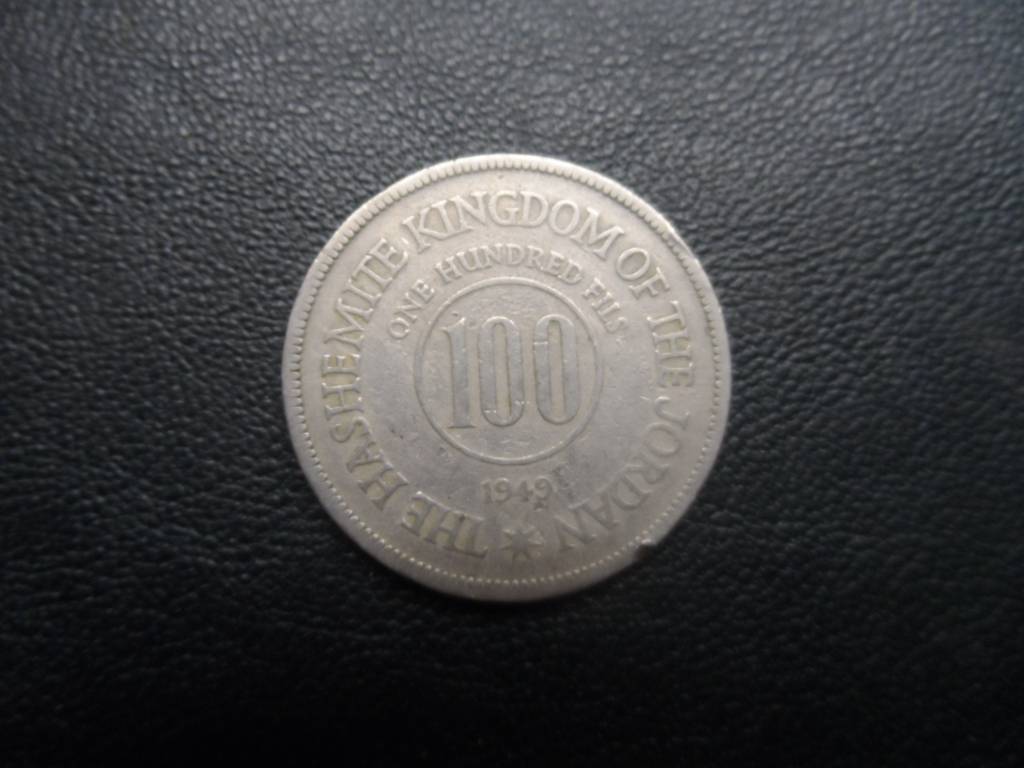 THE HASHEMITE KINGDOM OF THE JORDAN
ONE HUNDRED FILS
100
1949